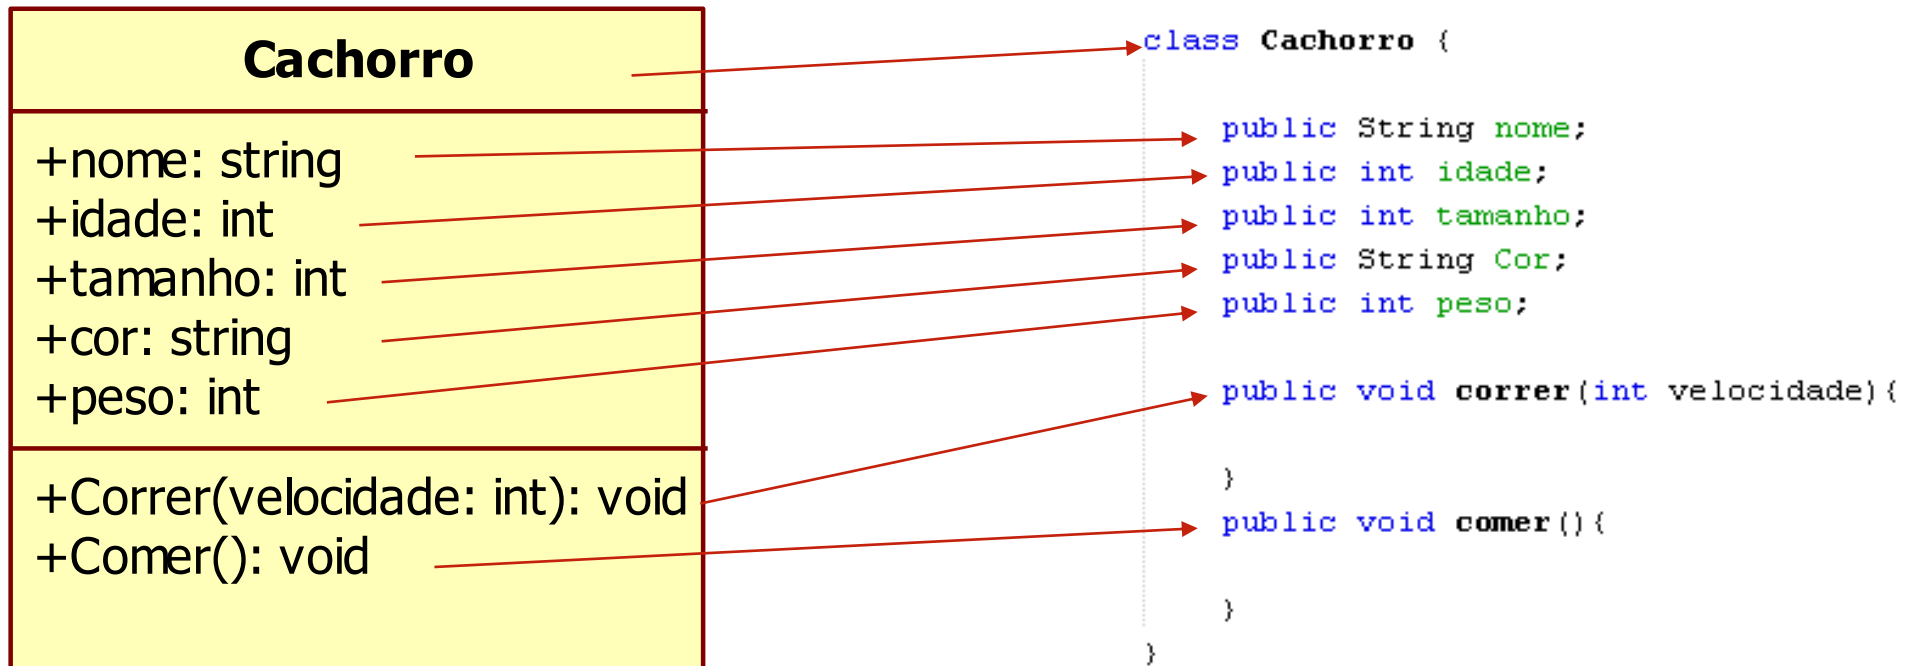 Cachorro
+nome: string
+idade: int
+tamanho: int
+cor: string
+peso: int
+Correr(velocidade: int): void
+Comer(): void
class Cachorro {
public String nome;
public int idade;
public int tamanho;
public String Cor;
public int peso;
public void correr(int velocidade){
}
public void comer(){
}
}